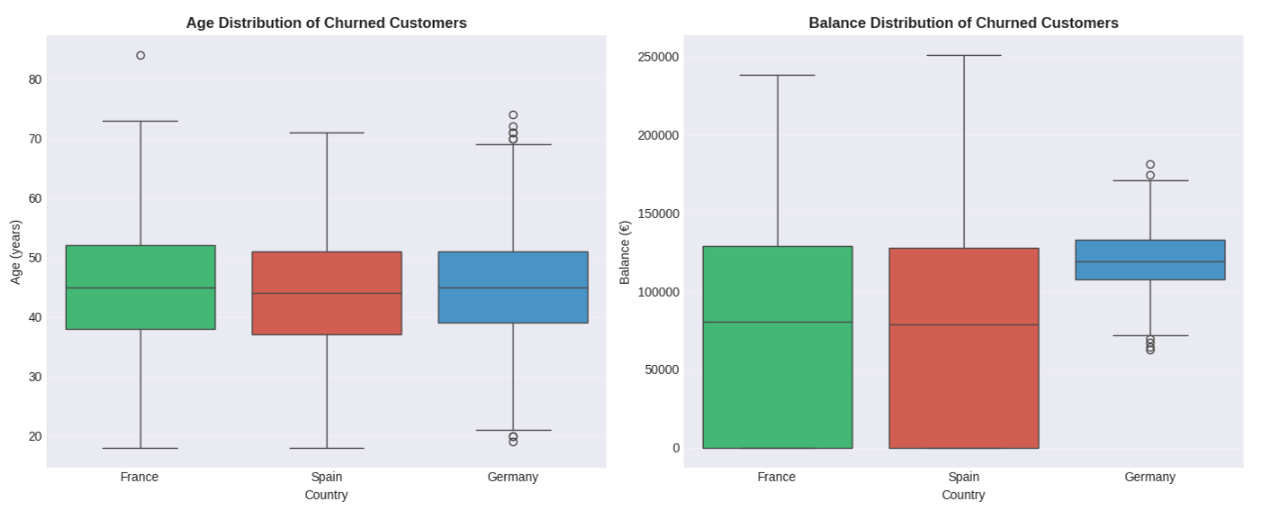 Age Distribution of Churned Customers
80
70
60
50
40
30
20
Age (years)
France
Spain
Germany
Country
Balance Distribution of Churned Customers
250000
200000
150000
100000
50000
0
Balance (€)
France
Spain
Germany
Country